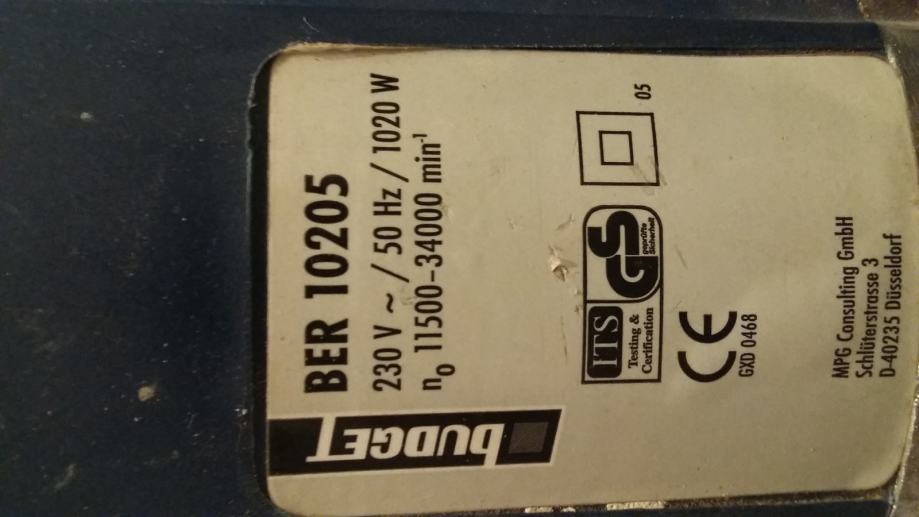 BUDGET
BER 10205
230 V ~ / 50 Hz / 1020 W
n₀ 11500-34000 min⁻¹
ITS
Testing &
Cerification
GS
geprüfte
Sicherheit
05
CE
GXD 0468
MPG Consulting GmbH
Schlüterstrasse 3
D-40235 Düsseldorf